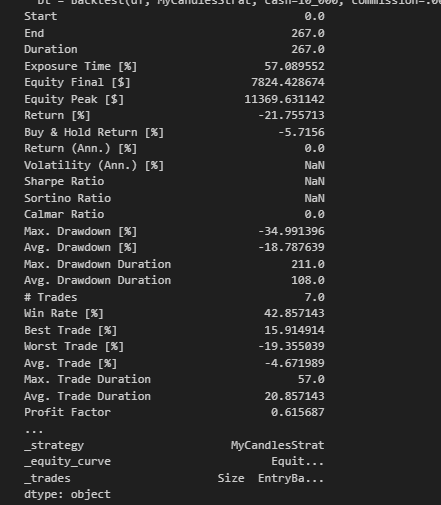 bt = Backtest(df, MyCandlesStrat, cash=10_000, commission=.00
Start 0.0
End 267.0
Duration 267.0
Exposure Time [%] 57.089552
Equity Final [$] 7824.428674
Equity Peak [$] 11369.631142
Return [%] -21.755713
Buy & Hold Return [%] -5.7156
Return (Ann.) [%] 0.0
Volatility (Ann.) [%] NaN
Sharpe Ratio NaN
Sortino Ratio NaN
Calmar Ratio 0.0
Max. Drawdown [%] -34.991396
Avg. Drawdown [%] -18.787639
Max. Drawdown Duration 211.0
Avg. Drawdown Duration 108.0
# Trades 7.0
Win Rate [%] 42.857143
Best Trade [%] 15.914914
Worst Trade [%] -19.355039
Avg. Trade [%] -4.671989
Max. Trade Duration 57.0
Avg. Trade Duration 20.857143
Profit Factor 0.615687
...
_strategy MyCandlesStrat
_equity_curve Equit...
_trades Size EntryBa...
dtype: object